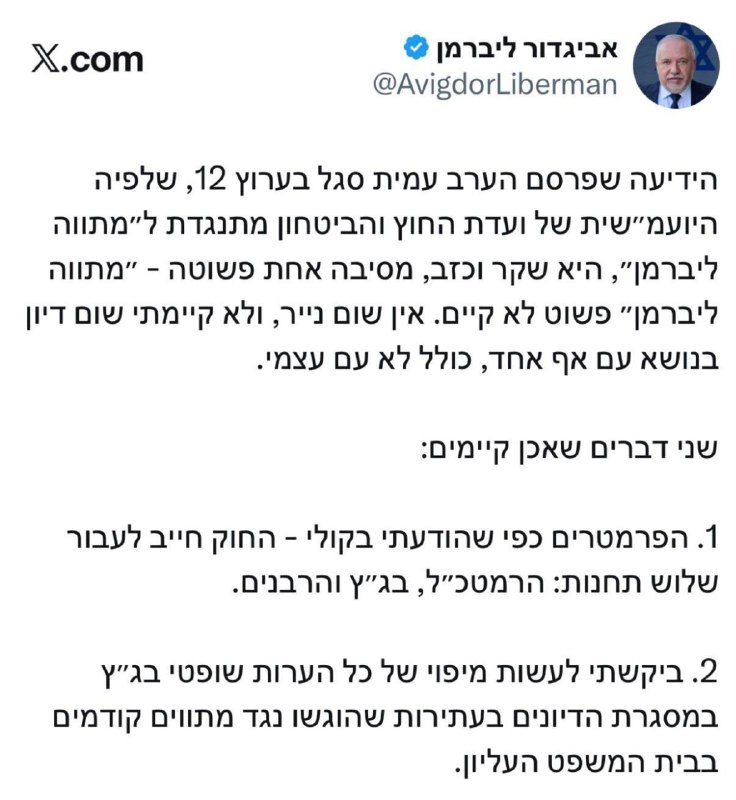 אביגדור ליברמן
@AvigdorLiberman
X.com
הידיעה שפרסם הערב עמית סגל בערוץ 12, שלפיה
היועמ״שית של ועדת החוץ והביטחון מתנגדת ל״מתווה
ליברמן״, היא שקר וכזב, מסיבה אחת פשוטה - ״מתווה
ליברמן״ פשוט לא קיים. אין שום נייר, ולא קיימתי שום דיון
בנושא עם אף אחד, כולל לא עם עצמי.
שני דברים שאכן קיימים:
1. הפרמטרים כפי שהודעתי בקולי - החוק חייב לעבור
שלוש תחנות: הרמטכ״ל, בג״ץ והרבנים.
2. ביקשתי לעשות מיפוי של כל הערות שופטי בג״ץ
במסגרת הדיונים בעתירות שהוגשו נגד מתווים קודמים
בבית המשפט העליון.